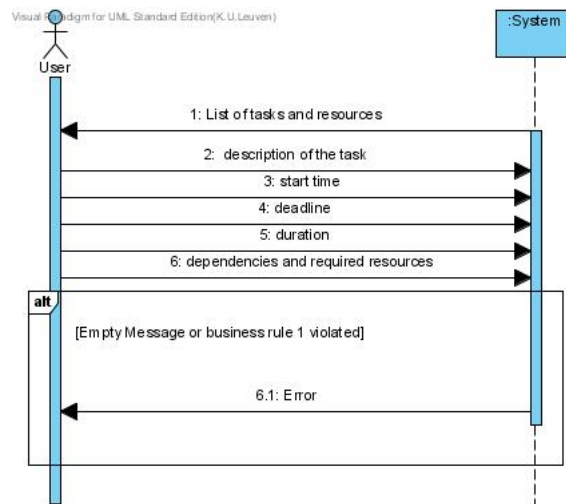 Visual Paradigm for UML Standard Edition(K.U.Leuven)
:System
User
1: List of tasks and resources
2: description of the task
3: start time
4: deadline
5: duration
6: dependencies and required resources
alt
[Empty Message or business rule 1 violated]
6.1: Error